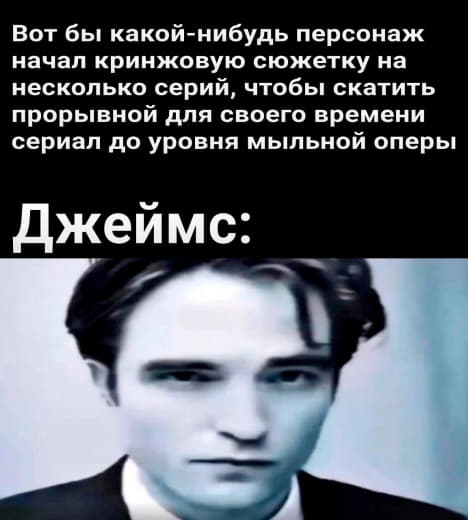 Вот бы какой-нибудь персонаж
начал кринжовую сюжетку на
несколько серий, чтобы скатить
прорывной для своего времени
сериал до уровня мыльной оперы
Джеймс: